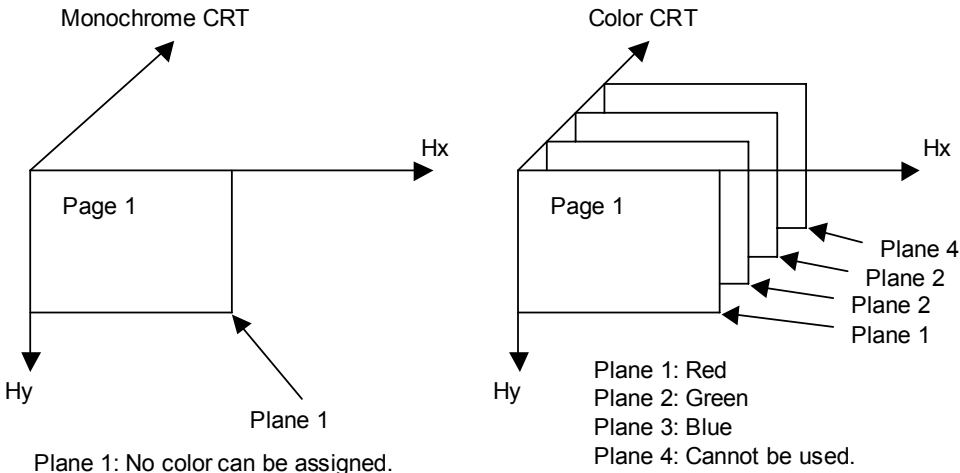 Monochrome CRT
Hx
Page 1
Hy
Plane 1
Plane 1: No color can be assigned.
Color CRT
Hx
Page 1
Plane 4
Plane 2
Plane 2
Plane 1
Hy
Plane 1: Red
Plane 2: Green
Plane 3: Blue
Plane 4: Cannot be used.